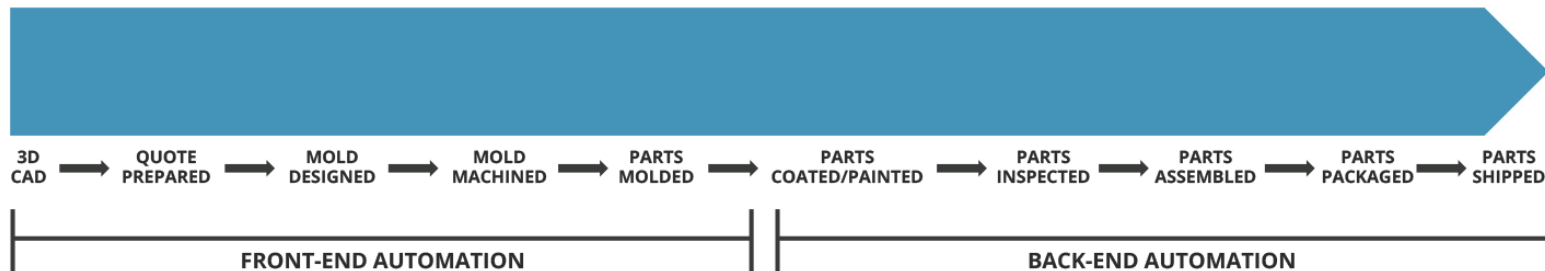 3D
CAD
QUOTE
PREPARED
MOLD
DESIGNED
MOLD
MACHINED
PARTS
MOLDED
PARTS
COATED/PAINTED
PARTS
INSPECTED
PARTS
ASSEMBLED
PARTS
PACKAGED
PARTS
SHIPPED
FRONT-END AUTOMATION
BACK-END AUTOMATION